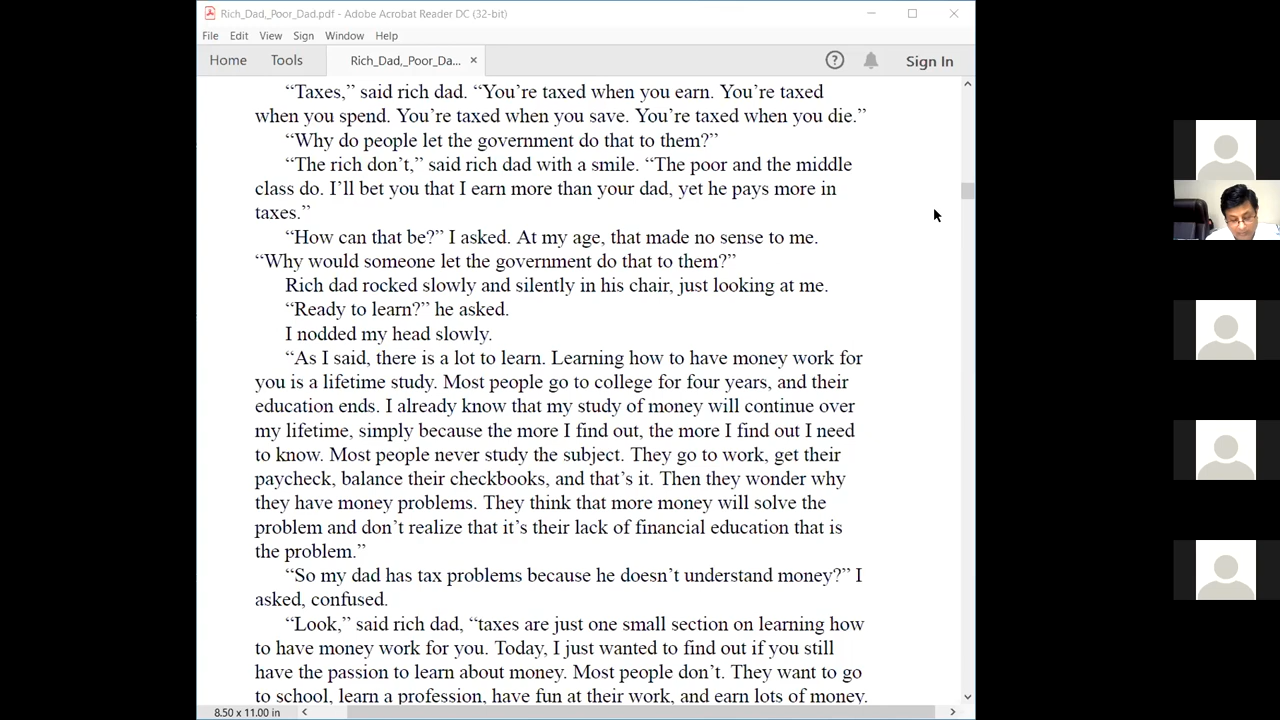 Rich_Dad,_Poor_Dad.pdf - Adobe Acrobat Reader DC (32-bit)
File Edit View Sign Window Help
Home Tools Rich_Dad,_Poor_Da... × Sign In
“Taxes,” said rich dad. “You’re taxed when you earn. You’re taxed
when you spend. You’re taxed when you save. You’re taxed when you die.”
“Why do people let the government do that to them?”
“The rich don’t,” said rich dad with a smile. “The poor and the middle
class do. I’ll bet you that I earn more than your dad, yet he pays more in
taxes.”
“How can that be?” I asked. At my age, that made no sense to me.
“Why would someone let the government do that to them?”
Rich dad rocked slowly and silently in his chair, just looking at me.
“Ready to learn?” he asked.
I nodded my head slowly.
“As I said, there is a lot to learn. Learning how to have money work for
you is a lifetime study. Most people go to college for four years, and their
education ends. I already know that my study of money will continue over
my lifetime, simply because the more I find out, the more I find out I need
to know. Most people never study the subject. They go to work, get their
paycheck, balance their checkbooks, and that’s it. Then they wonder why
they have money problems. They think that more money will solve the
problem and don’t realize that it’s their lack of financial education that is
the problem.”
“So my dad has tax problems because he doesn’t understand money?” I
asked, confused.
“Look,” said rich dad, “taxes are just one small section on learning how
to have money work for you. Today, I just wanted to find out if you still
have the passion to learn about money. Most people don’t. They want to go
to school, learn a profession, have fun at their work, and earn lots of money.
8.50 x 11.00 in